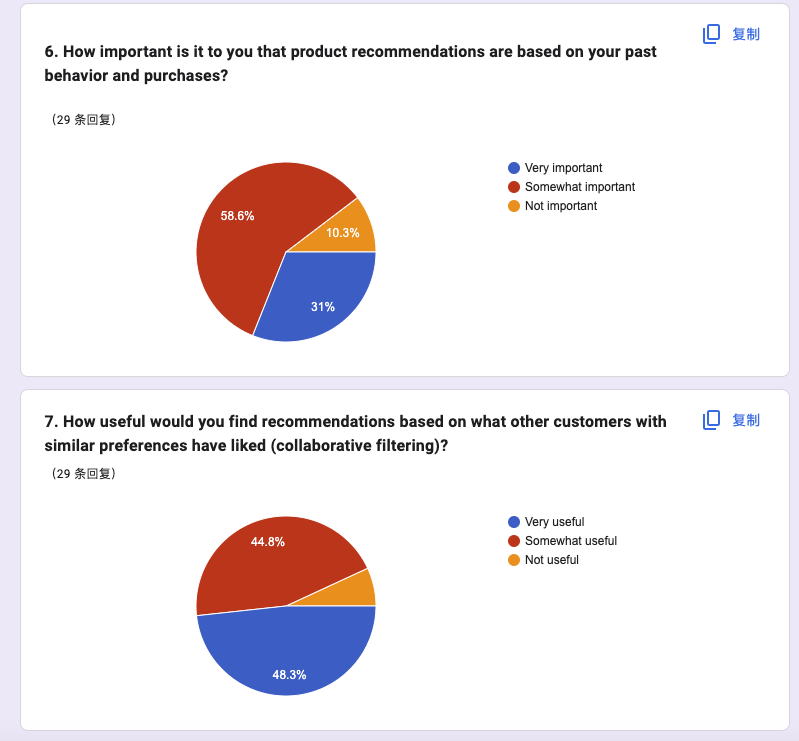 复制
6. How important is it to you that product recommendations are based on your past
behavior and purchases?
（29 条回复）
Very important
Somewhat important
Not important
58.6%
10.3%
31%
复制
7. How useful would you find recommendations based on what other customers with
similar preferences have liked (collaborative filtering)?
（29 条回复）
Very useful
Somewhat useful
Not useful
44.8%
48.3%